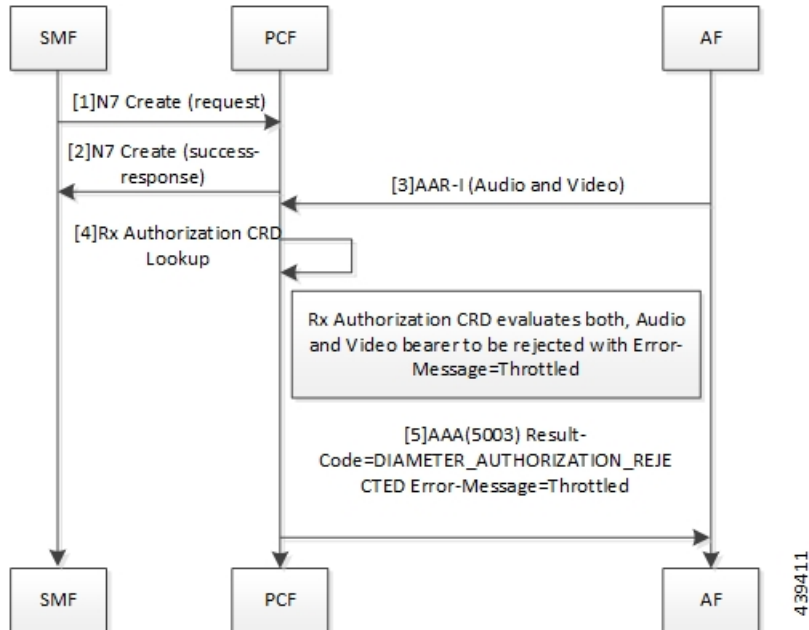 SMF
PCF
AF
[1]N7 Create (request)
[2]N7 Create (success-
response)
[3]AAR-I (Audio and Video)
[4]Rx Authorization CRD
Lookup
Rx Authorization CRD evaluates both, Audio
and Video bearer to be rejected with Error-
Message=Throttled
[5]AAA(5003) Result-
Code=DIAMETER_AUTHORIZATION_REJE
CTED Error-Message=Throttled
SMF
PCF
AF
439411